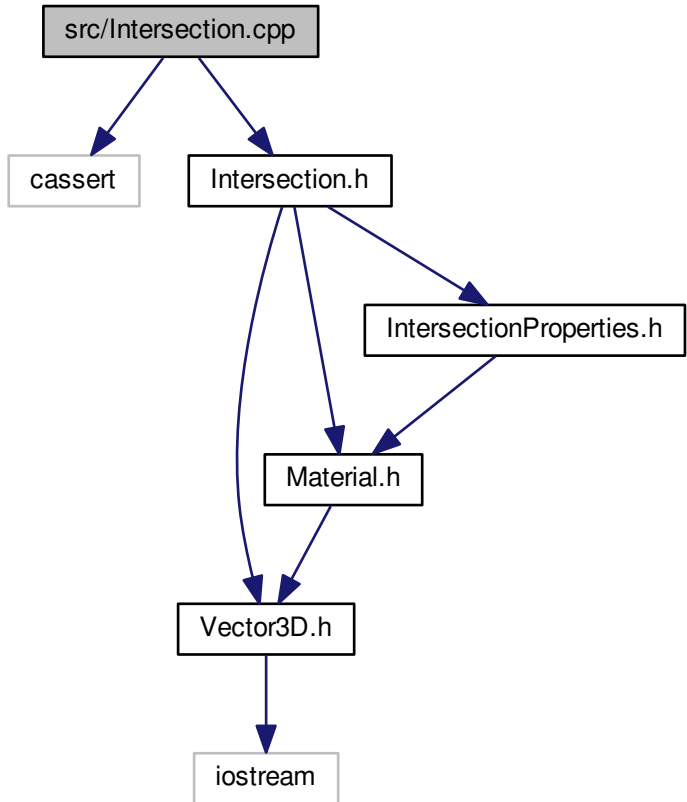 src/Intersection.cpp
cassert
Intersection.h
IntersectionProperties.h
Material.h
Vector3D.h
iostream